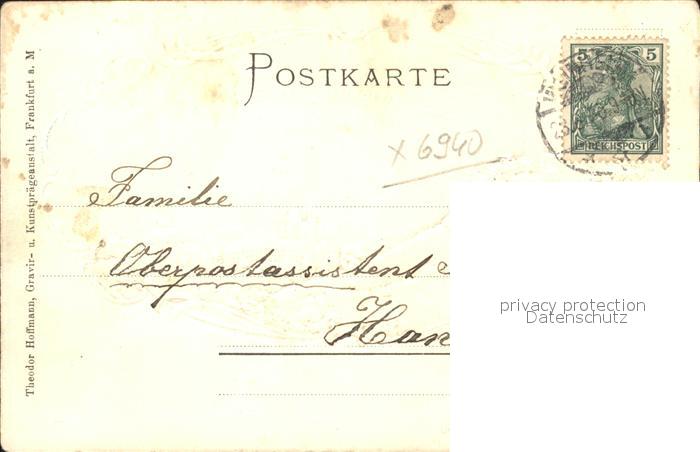 POSTKARTE
5 5
REICHSPOST
x 6940
Familie
Oberpostassistent
Han
privacy protection
Datenschutz
Theodor Hoffmann, Gravir- u. Kunstprägeanstalt, Frankfurt a. M